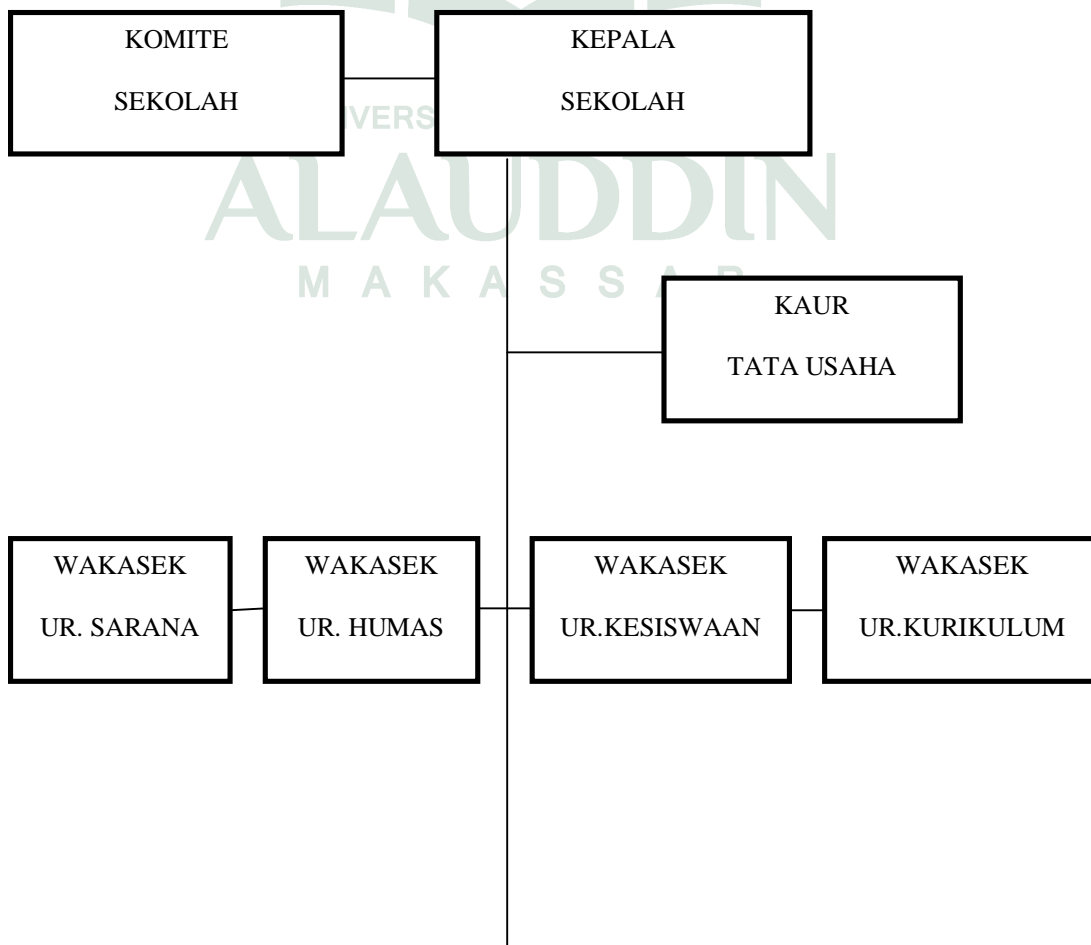 KOMITE
SEKOLAH
KEPALA
SEKOLAH
ALAUDDIN
KAUR
TATA USAHA
WAKASEK
UR. SARANA
WAKASEK
UR. HUMAS
WAKASEK
UR.KESISWAAN
WAKASEK
UR.KURIKULUM